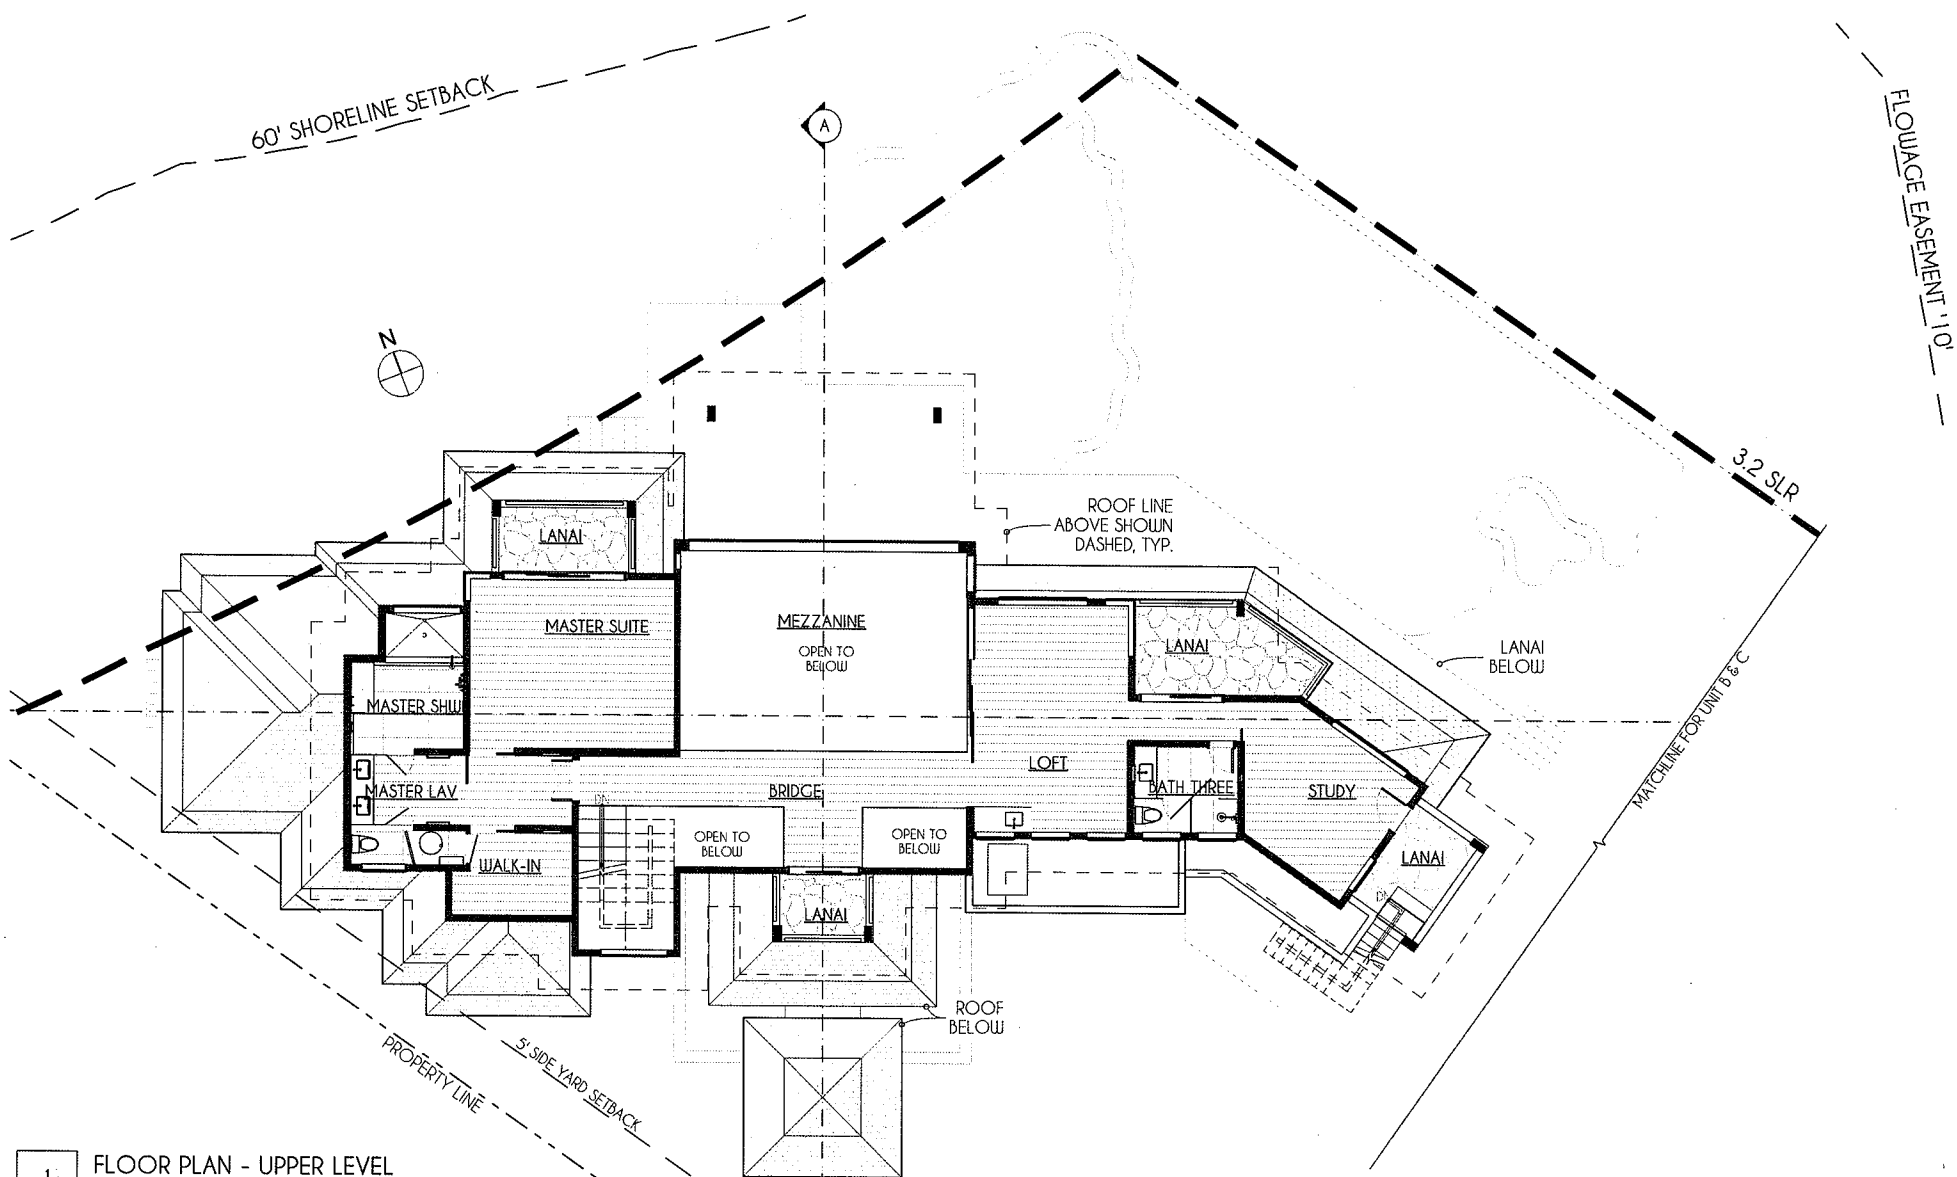 60' SHORELINE SETBACK
A
FLOWAGE EASEMENT '10'
N
3.2 SLR
ROOF LINE
ABOVE SHOWN
DASHED, TYP.
LANAI
MASTER SUITE
MEZZANINE
OPEN TO
BELOW
LANAI
LANAI
BELOW
MATCHLINE FOR UNIT B & C
MASTER SHW
LOFT
MASTER LAV
BRIDGE
BATH THREE
STUDY
OPEN TO
BELOW
OPEN TO
BELOW
WALK-IN
LANAI
LANAI
ROOF
BELOW
5' SIDE YARD SETBACK
PROPERTY LINE
1
FLOOR PLAN - UPPER LEVEL